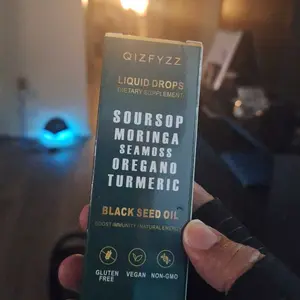 QIZFYZZ
LIQUID DROPS
DIETARY SUPPLEMENT
SOURSOP
MORINGA
SEAMOSS
OREGANO
TURMERIC
BLACK SEED OIL
BOOST IMMUNITY/NATURAL ENERGY
GLUTEN
FREE
VEGAN
NON-GMO